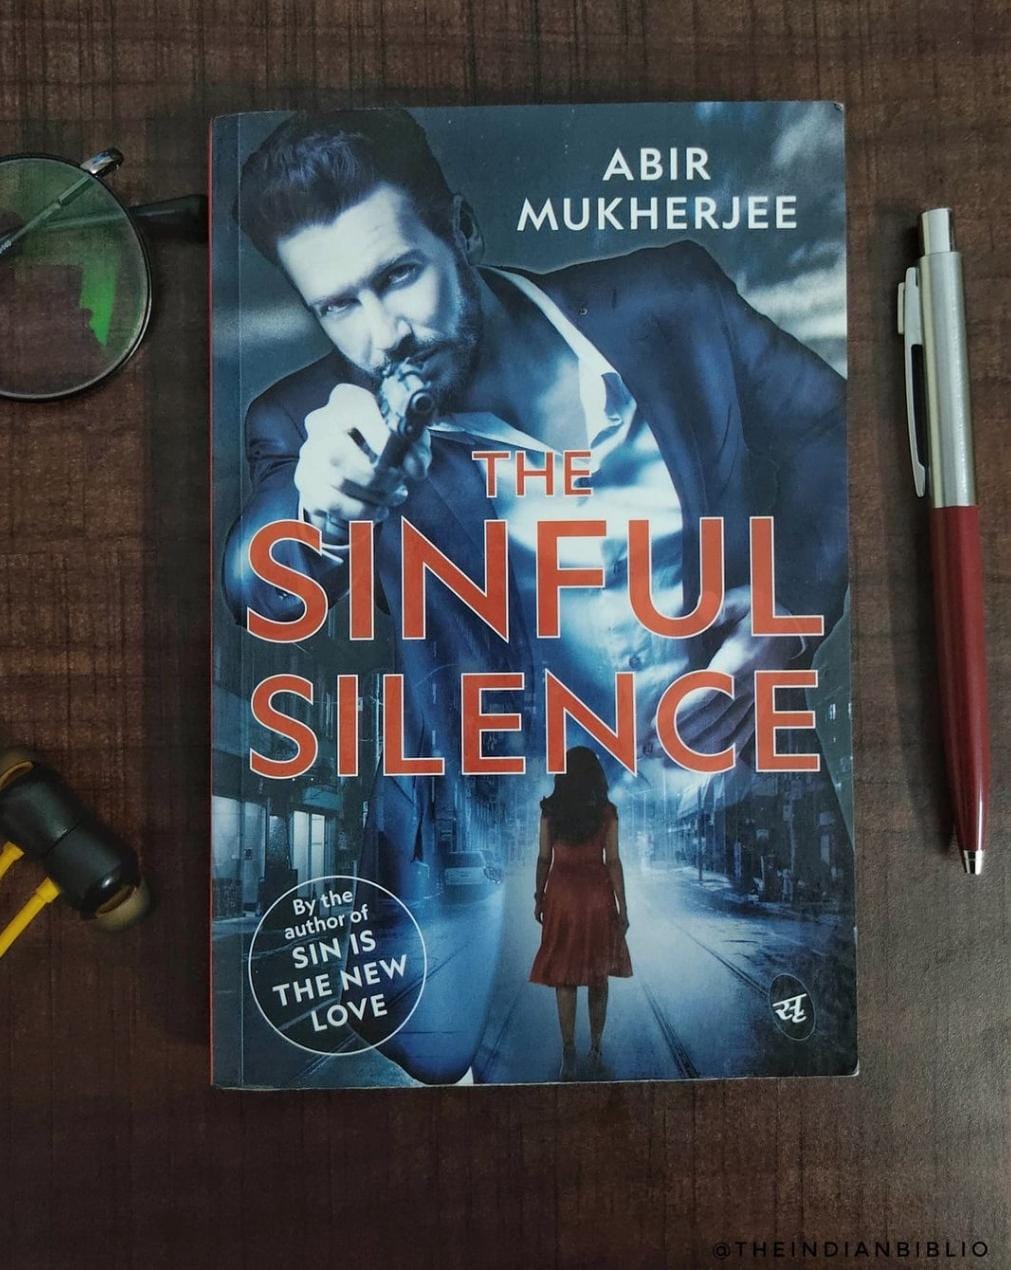 ABIR
MUKHERJEE
THE
SINFUL
SILENCE
By the
author of
SIN IS
THE NEW
LOVE
सृ
@THEINDIANBIBLIO